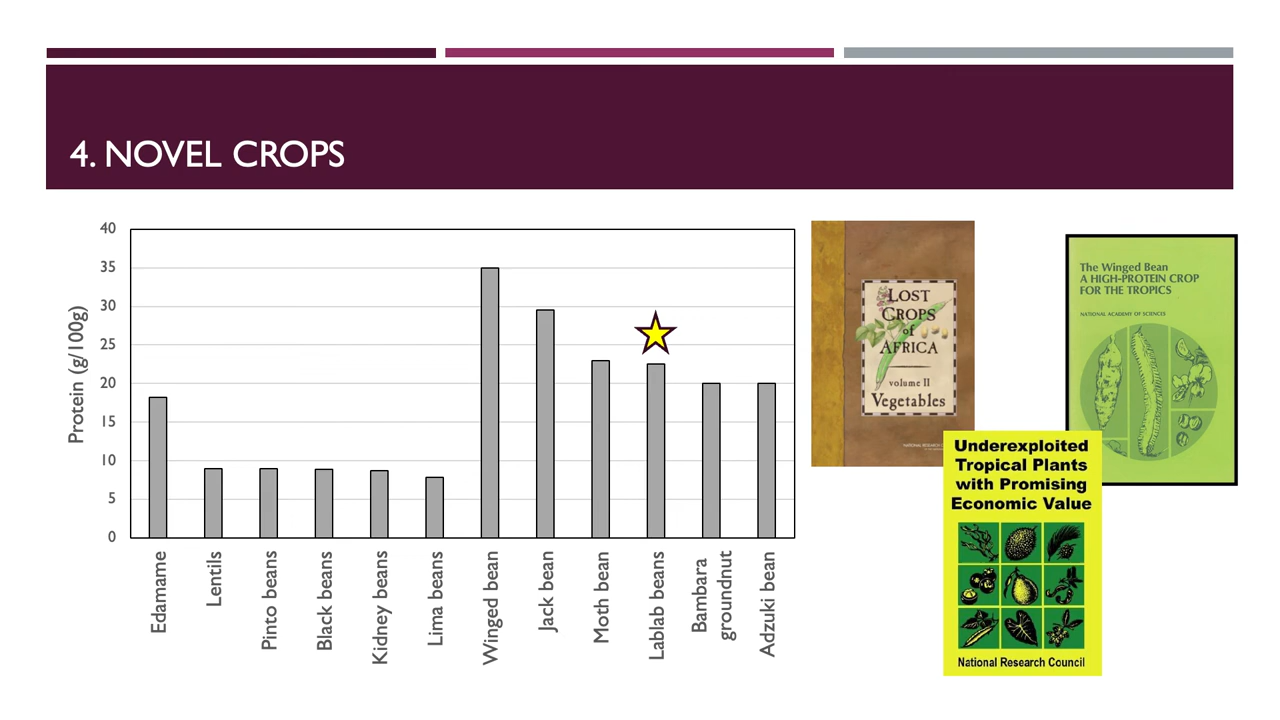 4. NOVEL CROPS
Protein (g/100g)
40
35
30
25
20
15
10
5
0
Edamame
Lentils
Pinto beans
Black beans
Kidney beans
Lima beans
Winged bean
Jack bean
Moth bean
Lablab beans
Bambara
groundnut
Adzuki bean
LOST
CROPS
of
AFRICA
volume II
Vegetables
The Winged Bean
A HIGH-PROTEIN CROP
FOR THE TROPICS
NATIONAL ACADEMY OF SCIENCES
Underexploited
Tropical Plants
with Promising
Economic Value
National Research Council